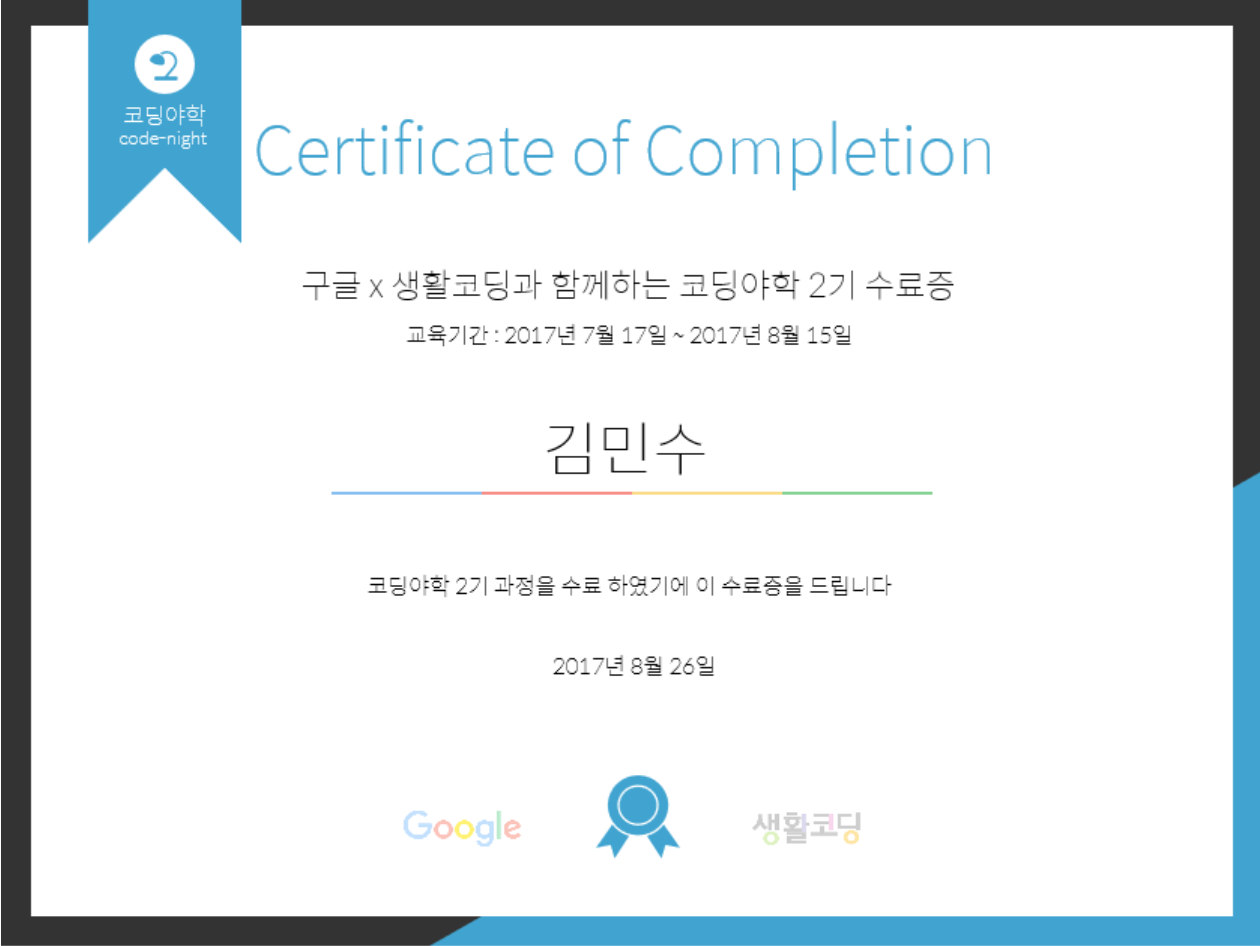 코딩야학
code-night
Certificate of Completion
구글 x 생활코딩과 함께하는 코딩야학 2기 수료증
교육기간 : 2017년 7월 17일 ~ 2017년 8월 15일
김민수
코딩야학 2기 과정을 수료 하였기에 이 수료증을 드립니다
2017년 8월 26일
Google
생활코딩